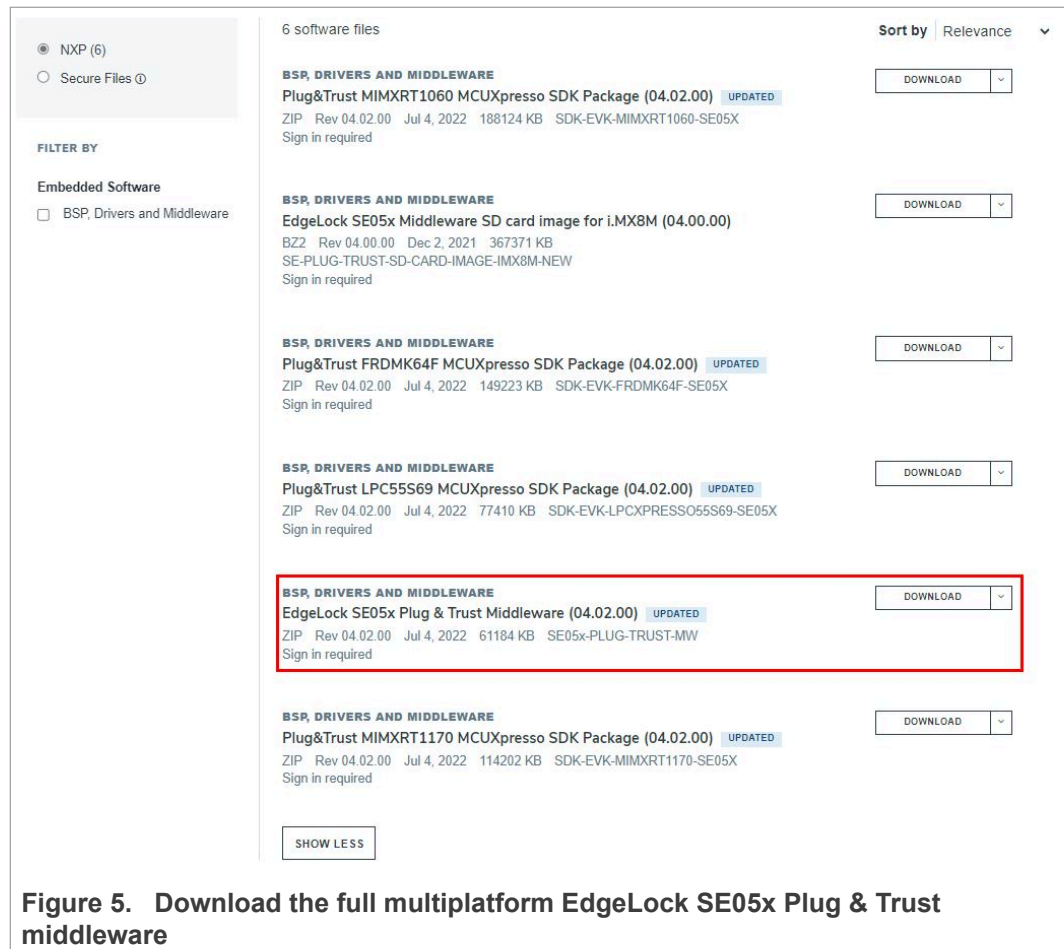 NXP (6)
Secure Files
FILTER BY
Embedded Software
BSP, Drivers and Middleware
6 software files
Sort by Relevance
BSP, DRIVERS AND MIDDLEWARE
Plug&Trust MIMXRT1060 MCUXpresso SDK Package (04.02.00) UPDATED
ZIP Rev 04.02.00 Jul 4, 2022 188124 KB SDK-EVK-MIMXRT1060-SE05X
Sign in required
DOWNLOAD
BSP, DRIVERS AND MIDDLEWARE
EdgeLock SE05x Middleware SD card image for i.MX8M (04.00.00)
BZ2 Rev 04.00.00 Dec 2, 2021 367371 KB
SE-PLUG-TRUST-SD-CARD-IMAGE-IMX8M-NEW
Sign in required
DOWNLOAD
BSP, DRIVERS AND MIDDLEWARE
Plug&Trust FRDMK64F MCUXpresso SDK Package (04.02.00) UPDATED
ZIP Rev 04.02.00 Jul 4, 2022 149223 KB SDK-EVK-FRDMK64F-SE05X
Sign in required
DOWNLOAD
BSP, DRIVERS AND MIDDLEWARE
Plug&Trust LPC55S69 MCUXpresso SDK Package (04.02.00) UPDATED
ZIP Rev 04.02.00 Jul 4, 2022 77410 KB SDK-EVK-LPCXPRESSO55S69-SE05X
Sign in required
DOWNLOAD
BSP, DRIVERS AND MIDDLEWARE
EdgeLock SE05x Plug & Trust Middleware (04.02.00) UPDATED
ZIP Rev 04.02.00 Jul 4, 2022 61184 KB SE05x-PLUG-TRUST-MW
Sign in required
DOWNLOAD
BSP, DRIVERS AND MIDDLEWARE
Plug&Trust MIMXRT1170 MCUXpresso SDK Package (04.02.00) UPDATED
ZIP Rev 04.02.00 Jul 4, 2022 114202 KB SDK-EVK-MIMXRT1170-SE05X
Sign in required
DOWNLOAD
SHOW LESS
Figure 5. Download the full multiplatform EdgeLock SE05x Plug & Trust
middleware